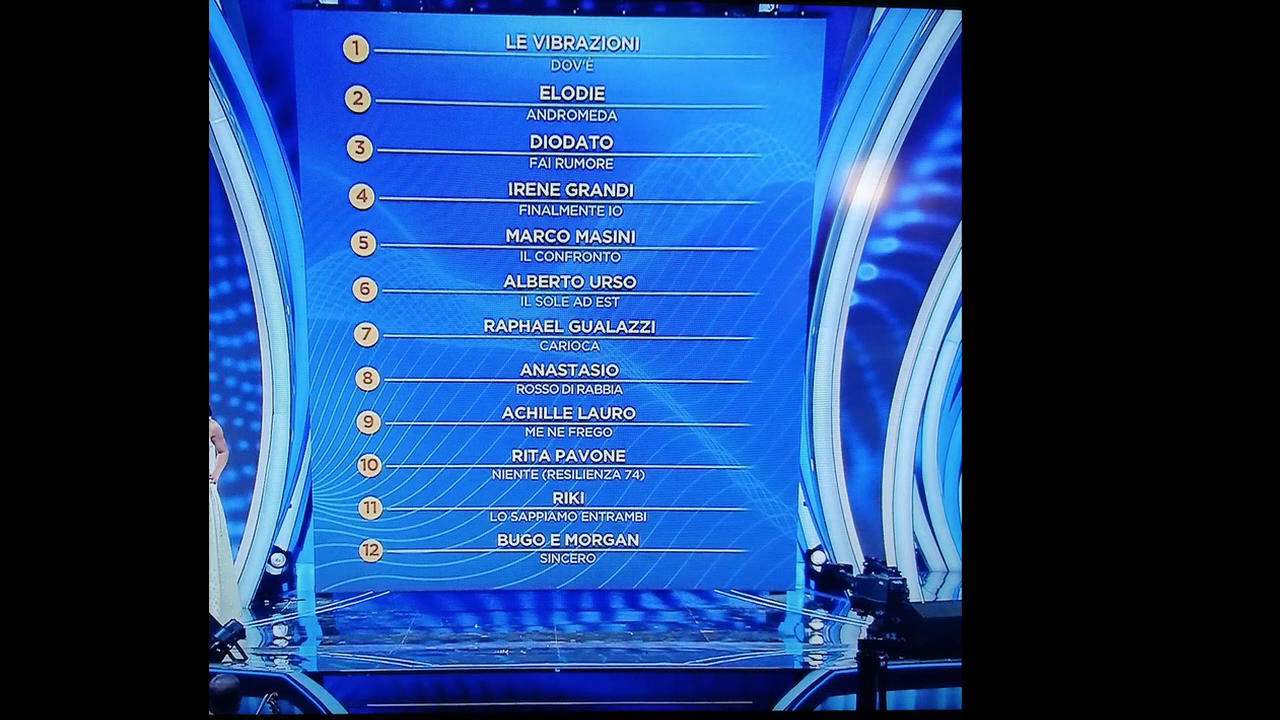 1 LE VIBRAZIONI
DOV'È
2 ELODIE
ANDROMEDA
3 DIODATO
FAI RUMORE
4 IRENE GRANDI
FINALMENTE IO
5 MARCO MASINI
IL CONFRONTO
6 ALBERTO URSO
IL SOLE AD EST
7 RAPHAEL GUALAZZI
CARIOCA
8 ANASTASIO
ROSSO DI RABBIA
9 ACHILLE LAURO
ME NE FREGO
10 RITA PAVONE
NIENTE (RESILIENZA 74)
11 RIKI
LO SAPPIAMO ENTRAMBI
12 BUGO E MORGAN
SINCERO